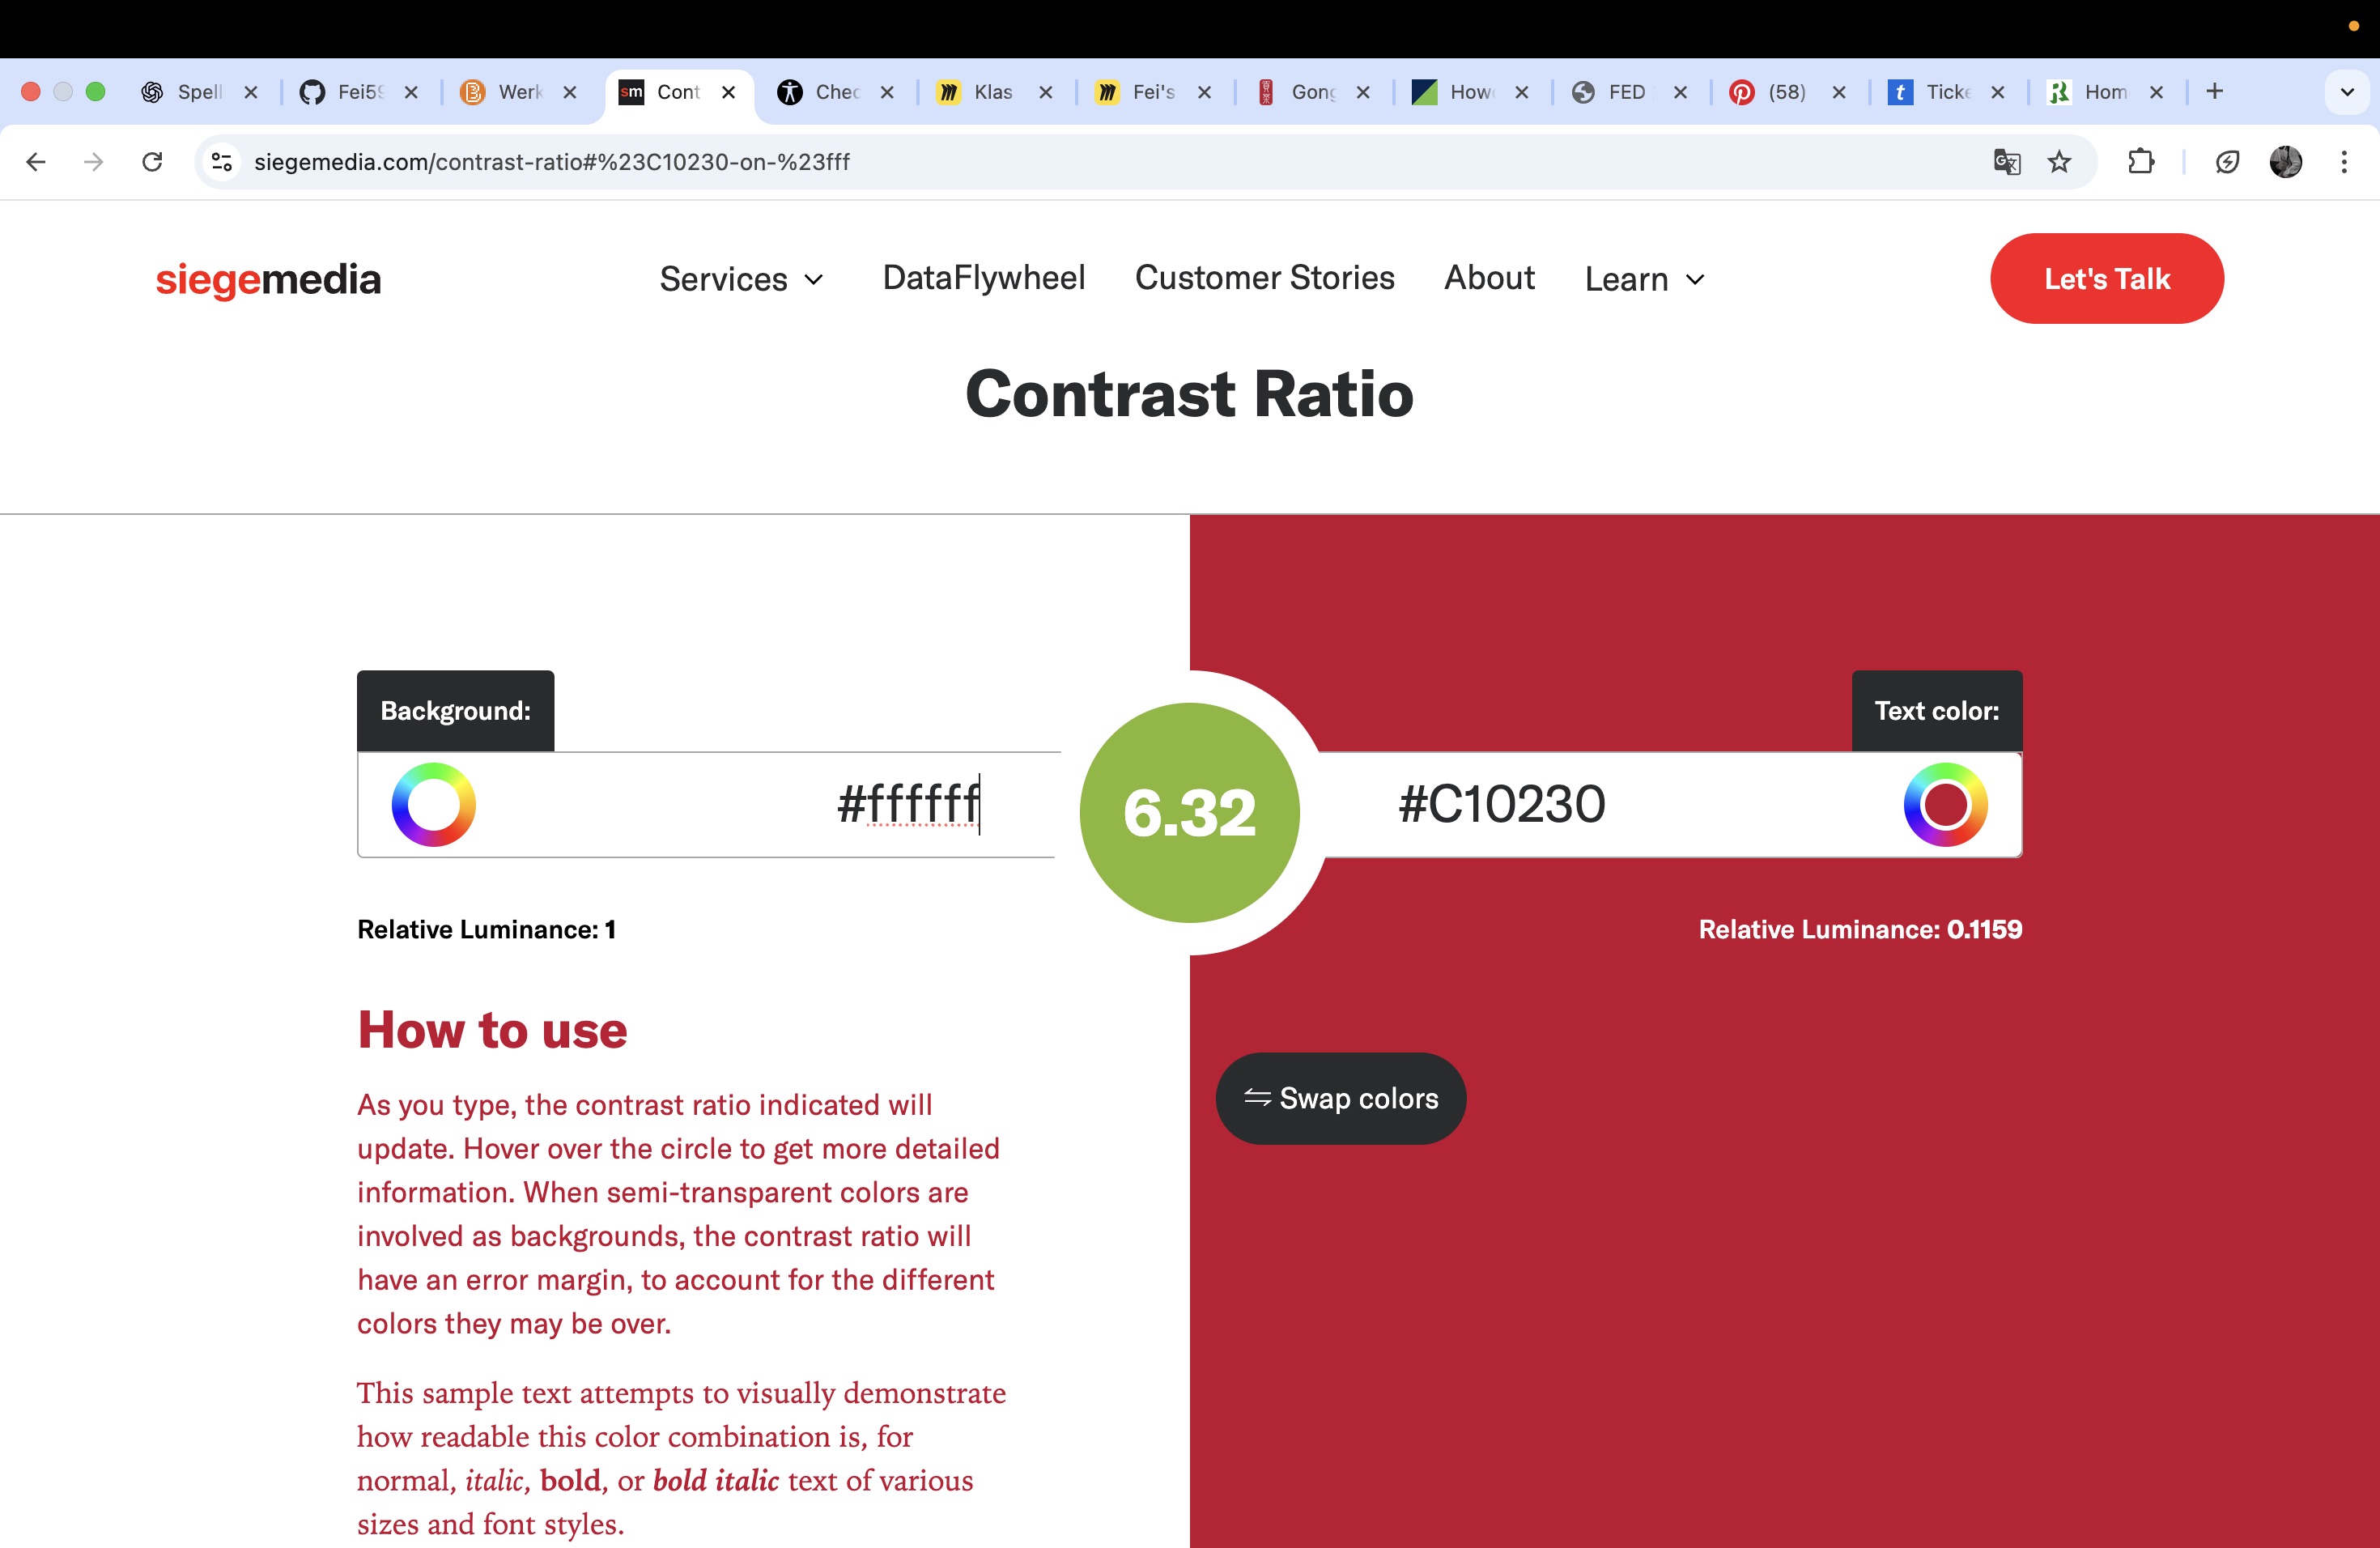 Spell
Fei59
Werk
sm
Cont
Chec
Klas
Fei's
Gong
How
FED
(58)
t
Ticke
Hom
siegemedia.com/contrast-ratio#%23C10230-on-%23fff
siegemedia
Services
DataFlywheel
Customer Stories
About
Learn
Let's Talk
Contrast Ratio
Background:
Text color:
#ffffff
6.32
#C10230
Relative Luminance: 1
Relative Luminance: 0.1159
How to use
As you type, the contrast ratio indicated will
update. Hover over the circle to get more detailed
information. When semi-transparent colors are
involved as backgrounds, the contrast ratio will
have an error margin, to account for the different
colors they may be over.
Swap colors
This sample text attempts to visually demonstrate
how readable this color combination is, for
normal, italic, bold, or bold italic text of various
sizes and font styles.